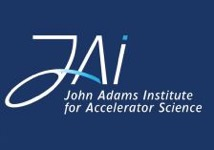 JAi
John Adams Institute
for Accelerator Science